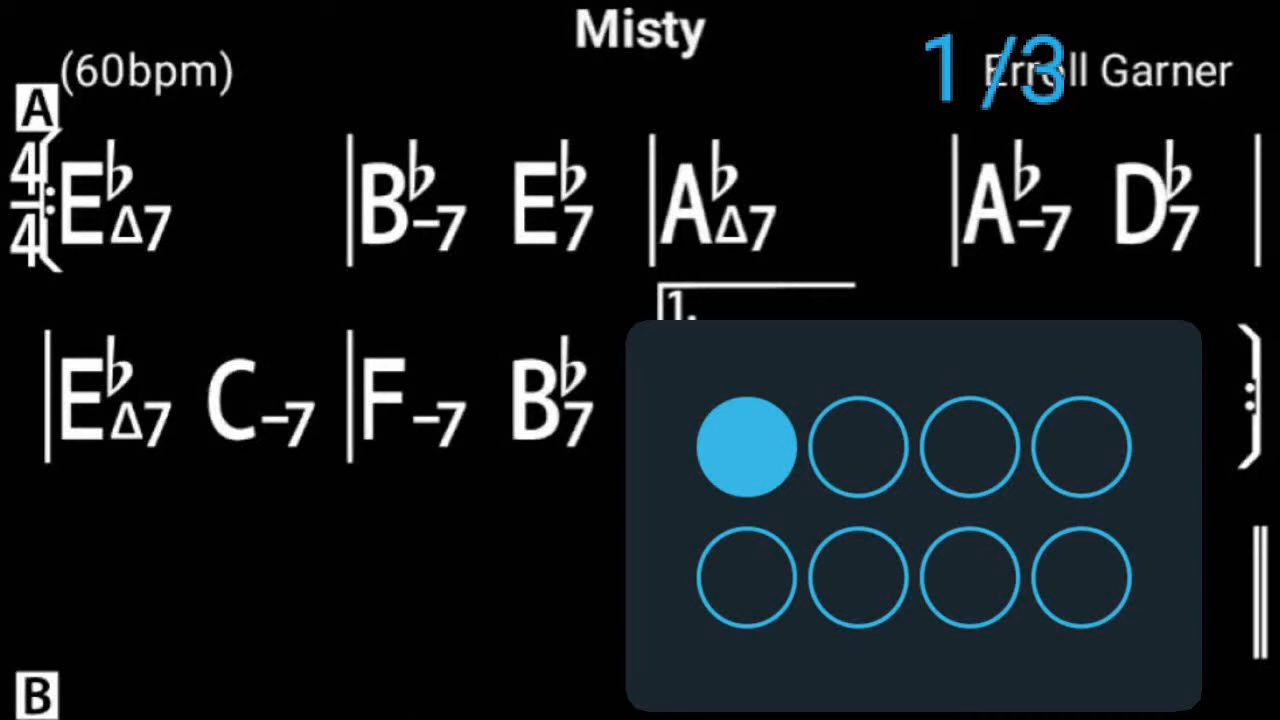 Misty
(60bpm)
1/3
Erroll Garner
A
4/4 E♭Δ7 B♭-7 E♭7 A♭Δ7 A♭-7 D♭7
1.
E♭Δ7 C-7 F-7 B♭7
B